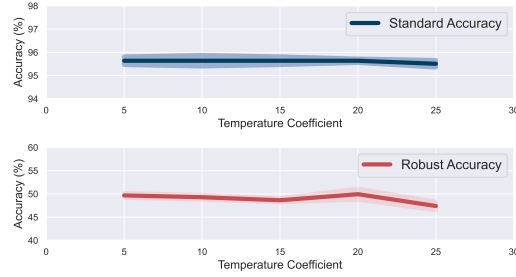 98
97
96
95
94
Accuracy (%)
Standard Accuracy
0 5 10 15 20 25 30
Temperature Coefficient
60
55
50
45
40
Accuracy (%)
Robust Accuracy
0 5 10 15 20 25 30
Temperature Coefficient